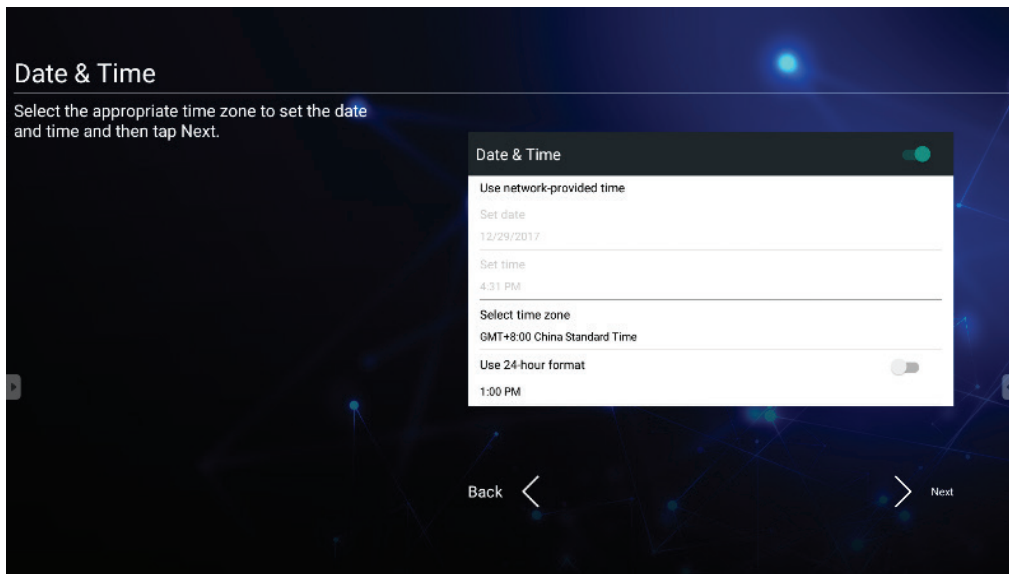 Date & Time
Select the appropriate time zone to set the date
and time and then tap Next.
Date & Time
Use network-provided time
Set date
12/29/2017
Set time
4:31 PM
Select time zone
GMT+8:00 China Standard Time
Use 24-hour format
1:00 PM
Back
Next